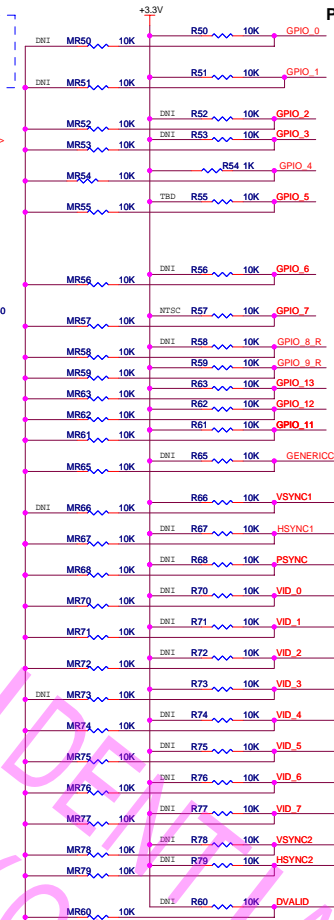 +3.3V
P
R50 10K GPIO_0
DNI MR50 10K
R51 10K GPIO_1
DNI MR51 10K
DNI R52 10K GPIO_2
MR52 10K
DNI R53 10K GPIO_3
MR53 10K
R54 1K GPIO_4
MR54 10K
TBD R55 10K GPIO_5
MR55 10K
DNI R56 10K GPIO_6
MR56 10K
0
NTSC R57 10K GPIO_7
MR57 10K
DNI R58 10K GPIO_8_R
MR58 10K
R59 10K GPIO_9_R
MR59 10K
R63 10K GPIO_13
MR63 10K
R62 10K GPIO_12
MR62 10K
R61 10K GPIO_11
MR61 10K
DNI R65 10K GENERICC
MR65 10K
R66 10K VSYNC1
DNI MR66 10K
DNI R67 10K HSYNC1
MR67 10K
DNI R68 10K PSYNC
MR68 10K
DNI R70 10K VID_0
MR70 10K
DNI R71 10K VID_1
MR71 10K
DNI R72 10K VID_2
MR72 10K
R73 10K VID_3
DNI MR73 10K
DNI R74 10K VID_4
MR74 10K
DNI R75 10K VID_5
MR75 10K
DNI R76 10K VID_6
MR76 10K
DNI R77 10K VID_7
MR77 10K
DNI R78 10K VSYNC2
MR78 10K
DNI R79 10K HSYNC2
MR79 10K
DNI R60 10K DVALID
MR60 10K
IDENTI